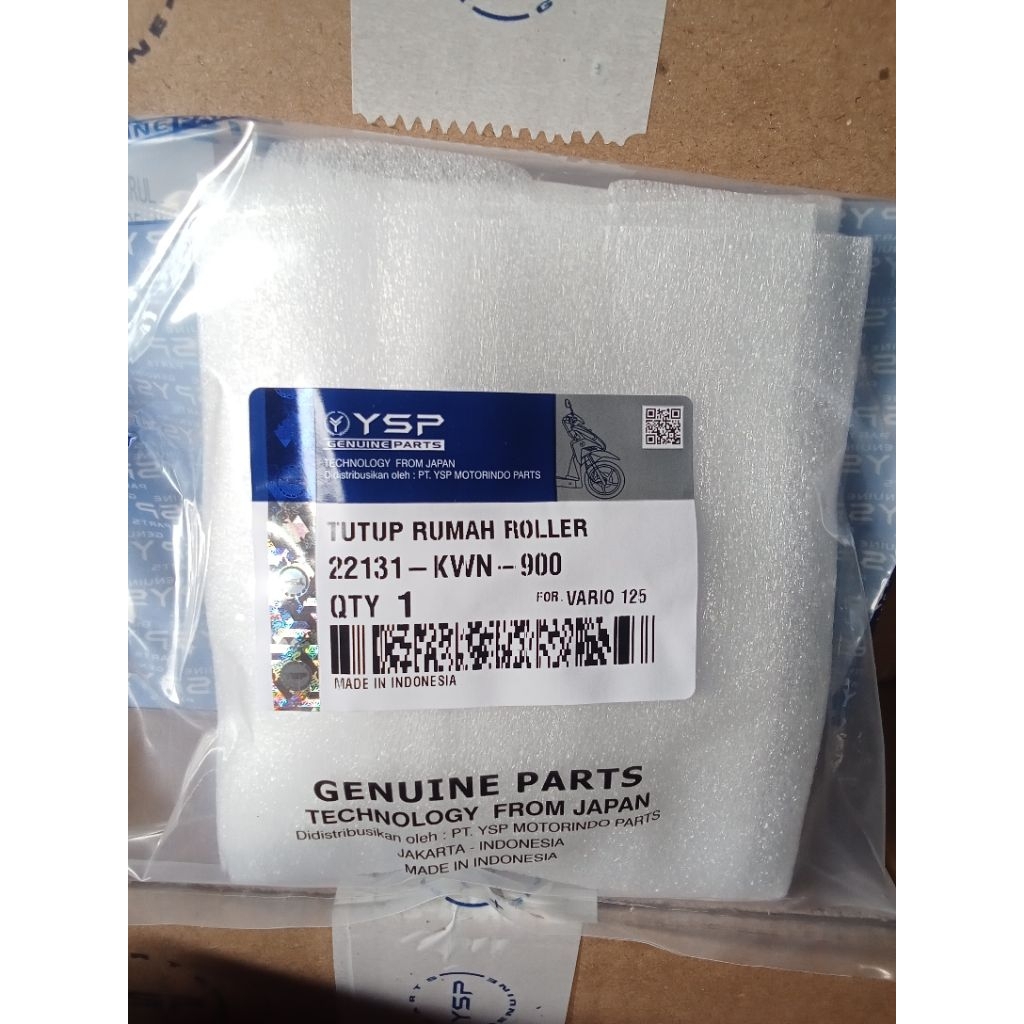 YSP
GENUINE PARTS
TECHNOLOGY FROM JAPAN
Didistribusikan oleh : PT. YSP MOTORINDO PARTS
TUTUP RUMAH ROLLER
22131-KWN-900
QTY 1
FOR. VARIO 125
MADE IN INDONESIA
GENUINE PARTS
TECHNOLOGY FROM JAPAN
Didistribusikan oleh : PT. YSP MOTORINDO PARTS
JAKARTA - INDONESIA
MADE IN INDONESIA
YSP